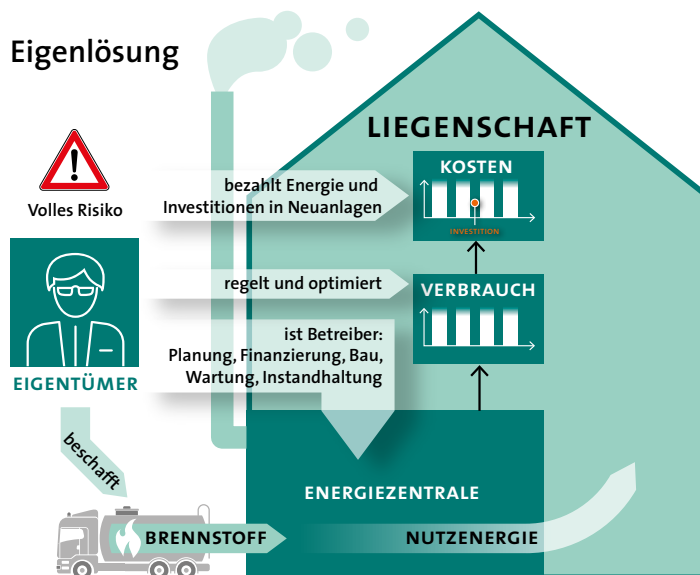 Eigenlösung
LIEGENSCHAFT
Volles Risiko
bezahlt Energie und
Investitionen in Neuanlagen
KOSTEN
INVESTITION
regelt und optimiert
VERBRAUCH
EIGENTÜMER
ist Betreiber:
Planung, Finanzierung, Bau,
Wartung, Instandhaltung
beschafft
ENERGIEZENTRALE
BRENNSTOFF
NUTZENERGIE